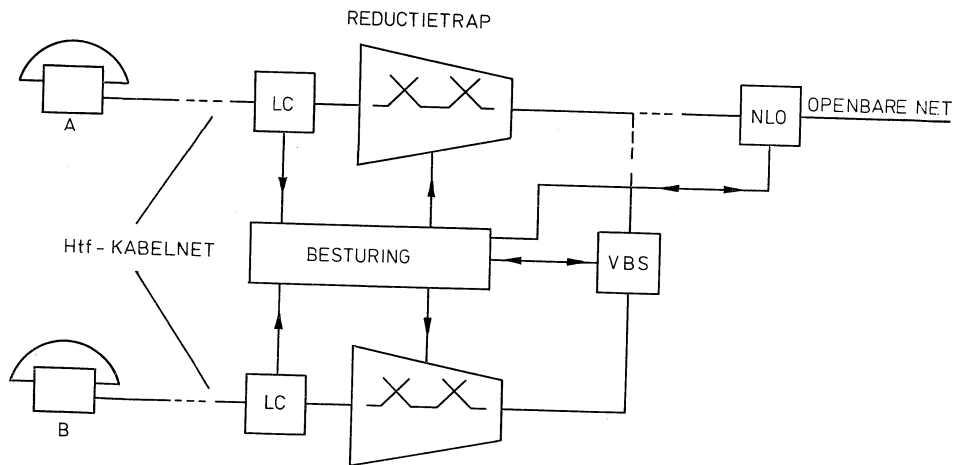 REDUCTIETRAP
A
LC
NLO
OPENBARE NET
Htf-KABELNET
BESTURING
VBS
B
LC